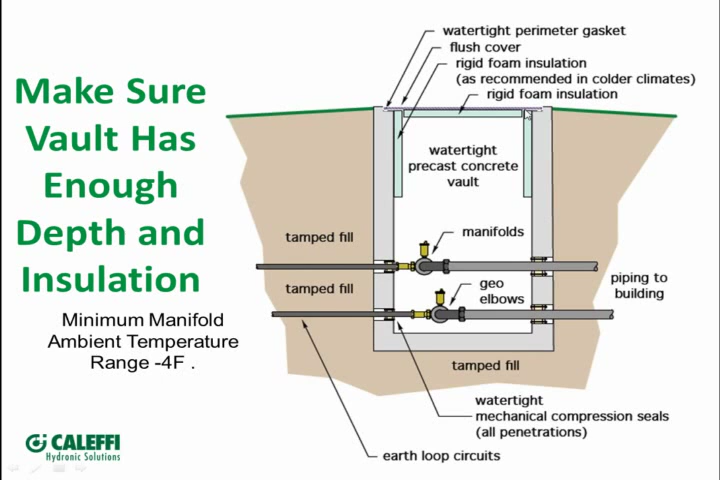 Make Sure
Vault Has
Enough
Depth and
Insulation
Minimum Manifold
Ambient Temperature
Range -4F .
watertight perimeter gasket
flush cover
rigid foam insulation
(as recommended in colder climates)
rigid foam insulation
watertight
precast concrete
vault
tamped fill
manifolds
tamped fill
geo
elbows
piping to
building
tamped fill
watertight
mechanical compression seals
(all penetrations)
earth loop circuits
CALEFFI
Hydronic Solutions